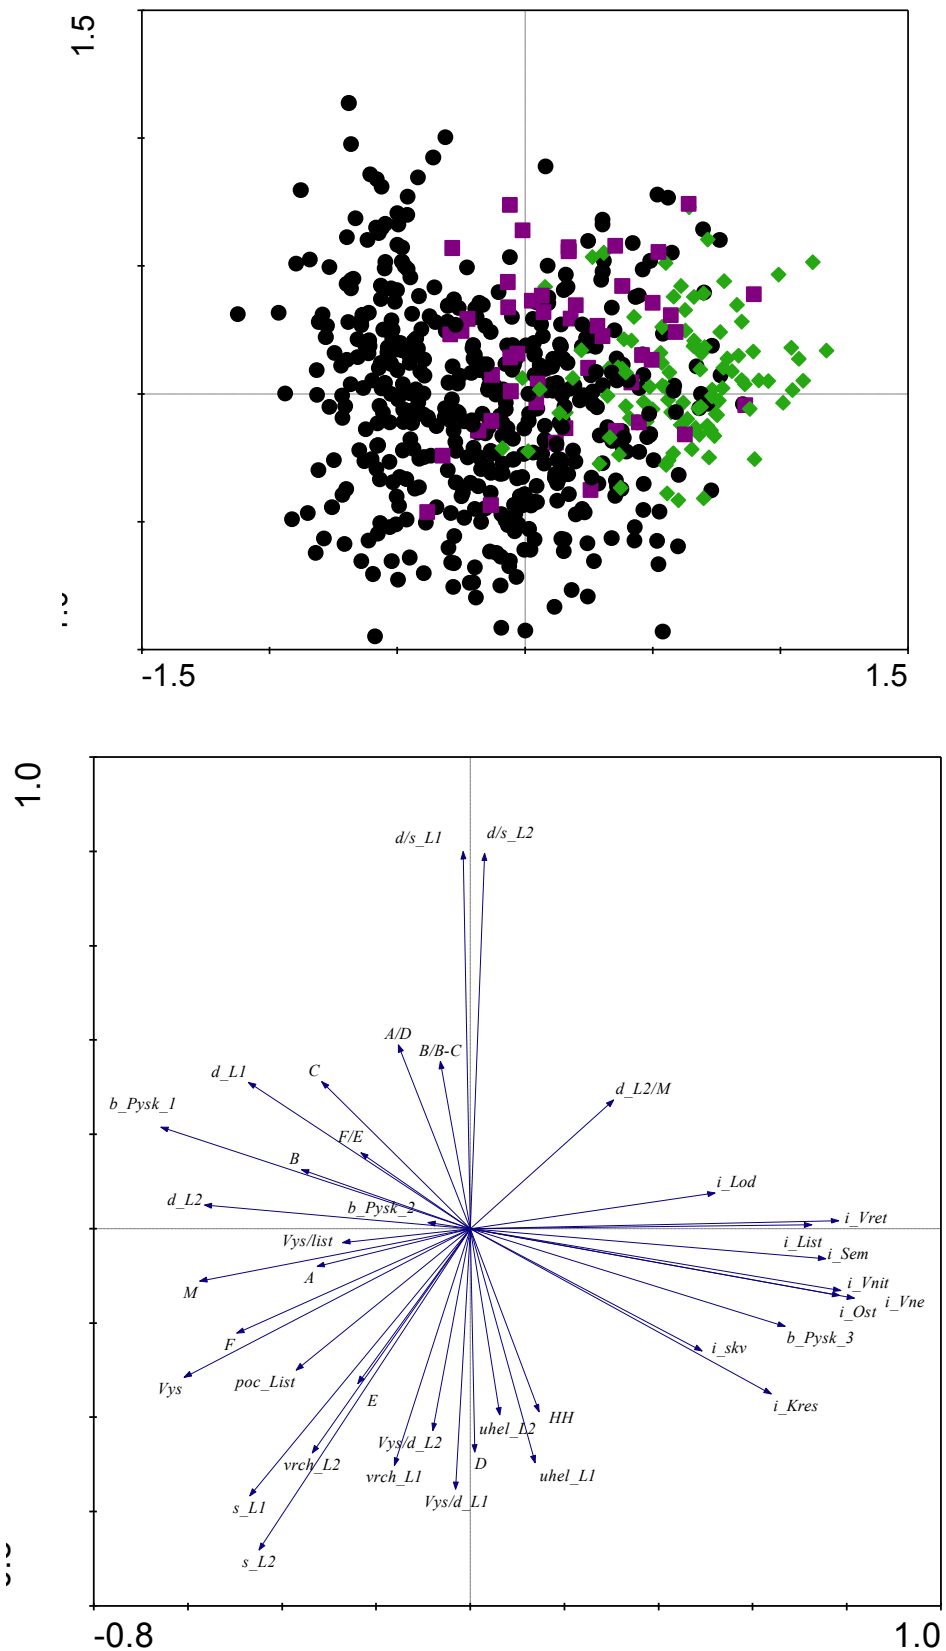 1.5
-1.5
1.5
1.0
d/s_L1
d/s_L2
A/D
B/B-C
d_L1
C
d_L2/M
b_Pysk_1
F/E
B
i_Lod
d_L2
b_Pysk_2
i_Vret
Vys/list
i_List
i_Sem
A
M
i_Vnit
i_Vne
i_Ost
F
b_Pysk_3
i_skv
Vys
poc_List
E
i_Kres
HH
uhel_L2
Vys/d_L2
vrch_L2
D
vrch_L1
uhel_L1
s_L1
Vys/d_L1
s_L2
-0.8
1.0